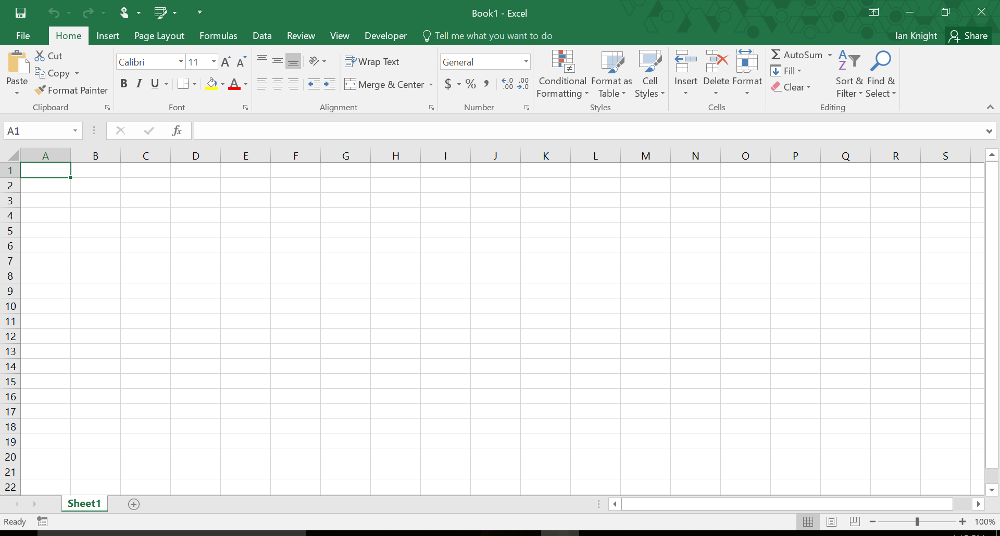 Book1 - Excel
File Home Insert Page Layout Formulas Data Review View Developer Tell me what you want to do Ian Knight Share
Cut
Calibri 11 Wrap Text General AutoSum
Copy Fill
Paste Conditional Format as Cell Insert Delete Format Sort & Find &
B I U Merge & Center $ % Clear
Format Painter Formatting Table Styles Filter Select
Clipboard Font Alignment Number Styles Cells Editing
A1 fx
A B C D E F G H I J K L M N O P Q R S
1
2
3
4
5
6
7
8
9
10
11
12
13
14
15
16
17
18
19
20
21
22
Sheet1
Ready 100%